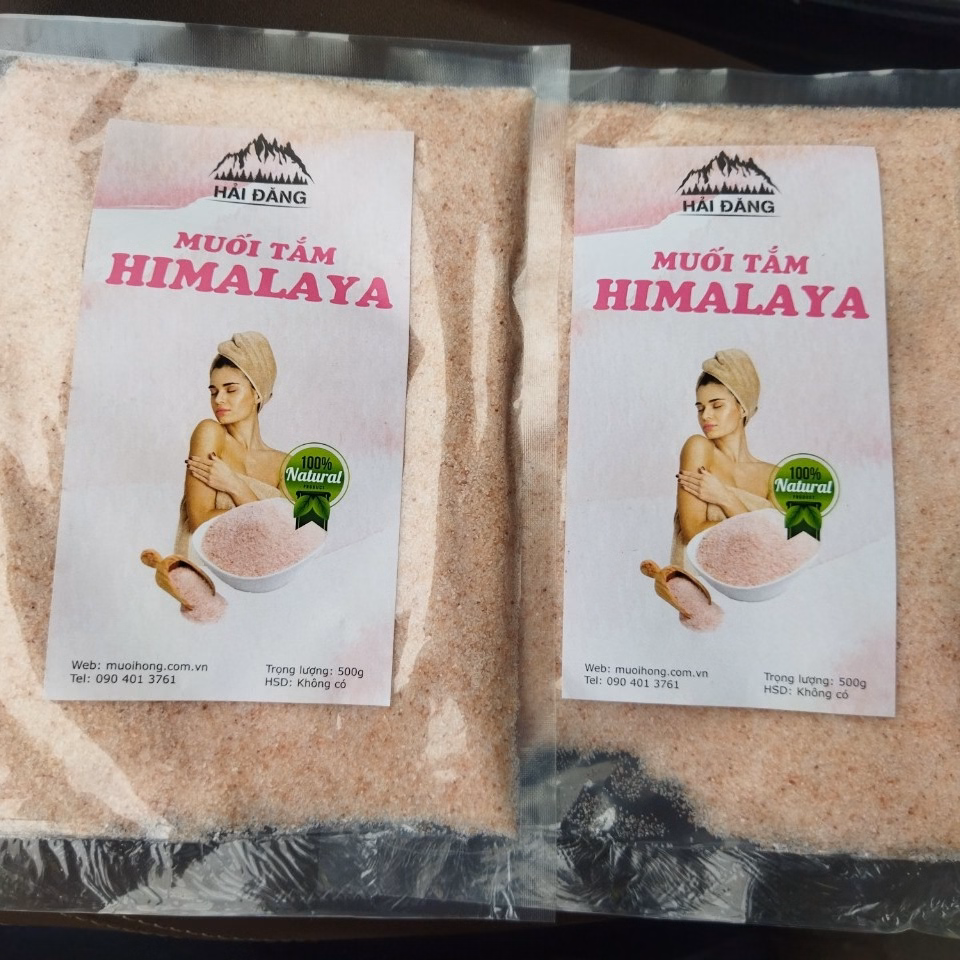 HẢI ĐĂNG
MUỐI TẮM
HIMALAYA
100%
Natural
PRODUCT
Web: muoihong.com.vn
Tel: 090 401 3761
Trọng lượng: 500g
HSD: Không có
HẢI ĐĂNG
MUỐI TẮM
HIMALAYA
100%
Natural
PRODUCT
Web: muoihong.com.vn
Tel: 090 401 3761
Trọng lượng: 500g
HSD: Không có